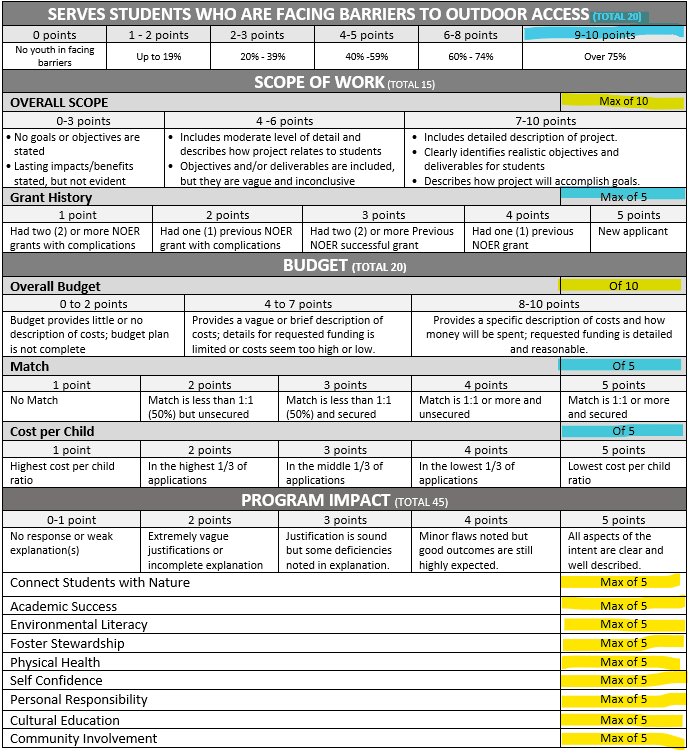 SERVES STUDENTS WHO ARE FACING BARRIERS TO OUTDOOR ACCESS (TOTAL 20)
0 points 1 - 2 points 2-3 points 4-5 points 6-8 points 9-10 points
No youth in facing barriers Up to 19% 20% - 39% 40% -59% 60% - 74% Over 75%
SCOPE OF WORK (TOTAL 15)
OVERALL SCOPE Max of 10
0-3 points 4 -6 points 7-10 points
• No goals or objectives are stated
• Lasting impacts/benefits stated, but not evident
• Includes moderate level of detail and describes how project relates to students
• Objectives and/or deliverables are included, but they are vague and inconclusive
• Includes detailed description of project.
• Clearly identifies realistic objectives and deliverables for students
• Describes how project will accomplish goals.
Grant History Max of 5
1 point 2 points 3 points 4 points 5 points
Had two (2) or more NOER grants with complications
Had one (1) previous NOER grant with complications
Had two (2) or more Previous NOER successful grant
Had one (1) previous NOER grant
New applicant
BUDGET (TOTAL 20)
Overall Budget Of 10
0 to 2 points 4 to 7 points 8-10 points
Budget provides little or no description of costs; budget plan is not complete
Provides a vague or brief description of costs; details for requested funding is limited or costs seem too high or low.
Provides a specific description of costs and how money will be spent; requested funding is detailed and reasonable.
Match Of 5
1 point 2 points 3 points 4 points 5 points
No Match
Match is less than 1:1 (50%) but unsecured
Match is less than 1:1 (50%) and secured
Match is 1:1 or more and unsecured
Match is 1:1 or more and secured
Cost per Child Of 5
1 point 2 points 3 points 4 points 5 points
Highest cost per child ratio
In the highest 1/3 of applications
In the middle 1/3 of applications
In the lowest 1/3 of applications
Lowest cost per child ratio
PROGRAM IMPACT (TOTAL 45)
0-1 point 2 points 3 points 4 points 5 points
No response or weak explanation(s)
Extremely vague justifications or incomplete explanation
Justification is sound but some deficiencies noted in explanation.
Minor flaws noted but good outcomes are still highly expected.
All aspects of the intent are clear and well described.
Connect Students with Nature Max of 5
Academic Success Max of 5
Environmental Literacy Max of 5
Foster Stewardship Max of 5
Physical Health Max of 5
Self Confidence Max of 5
Personal Responsibility Max of 5
Cultural Education Max of 5
Community Involvement Max of 5